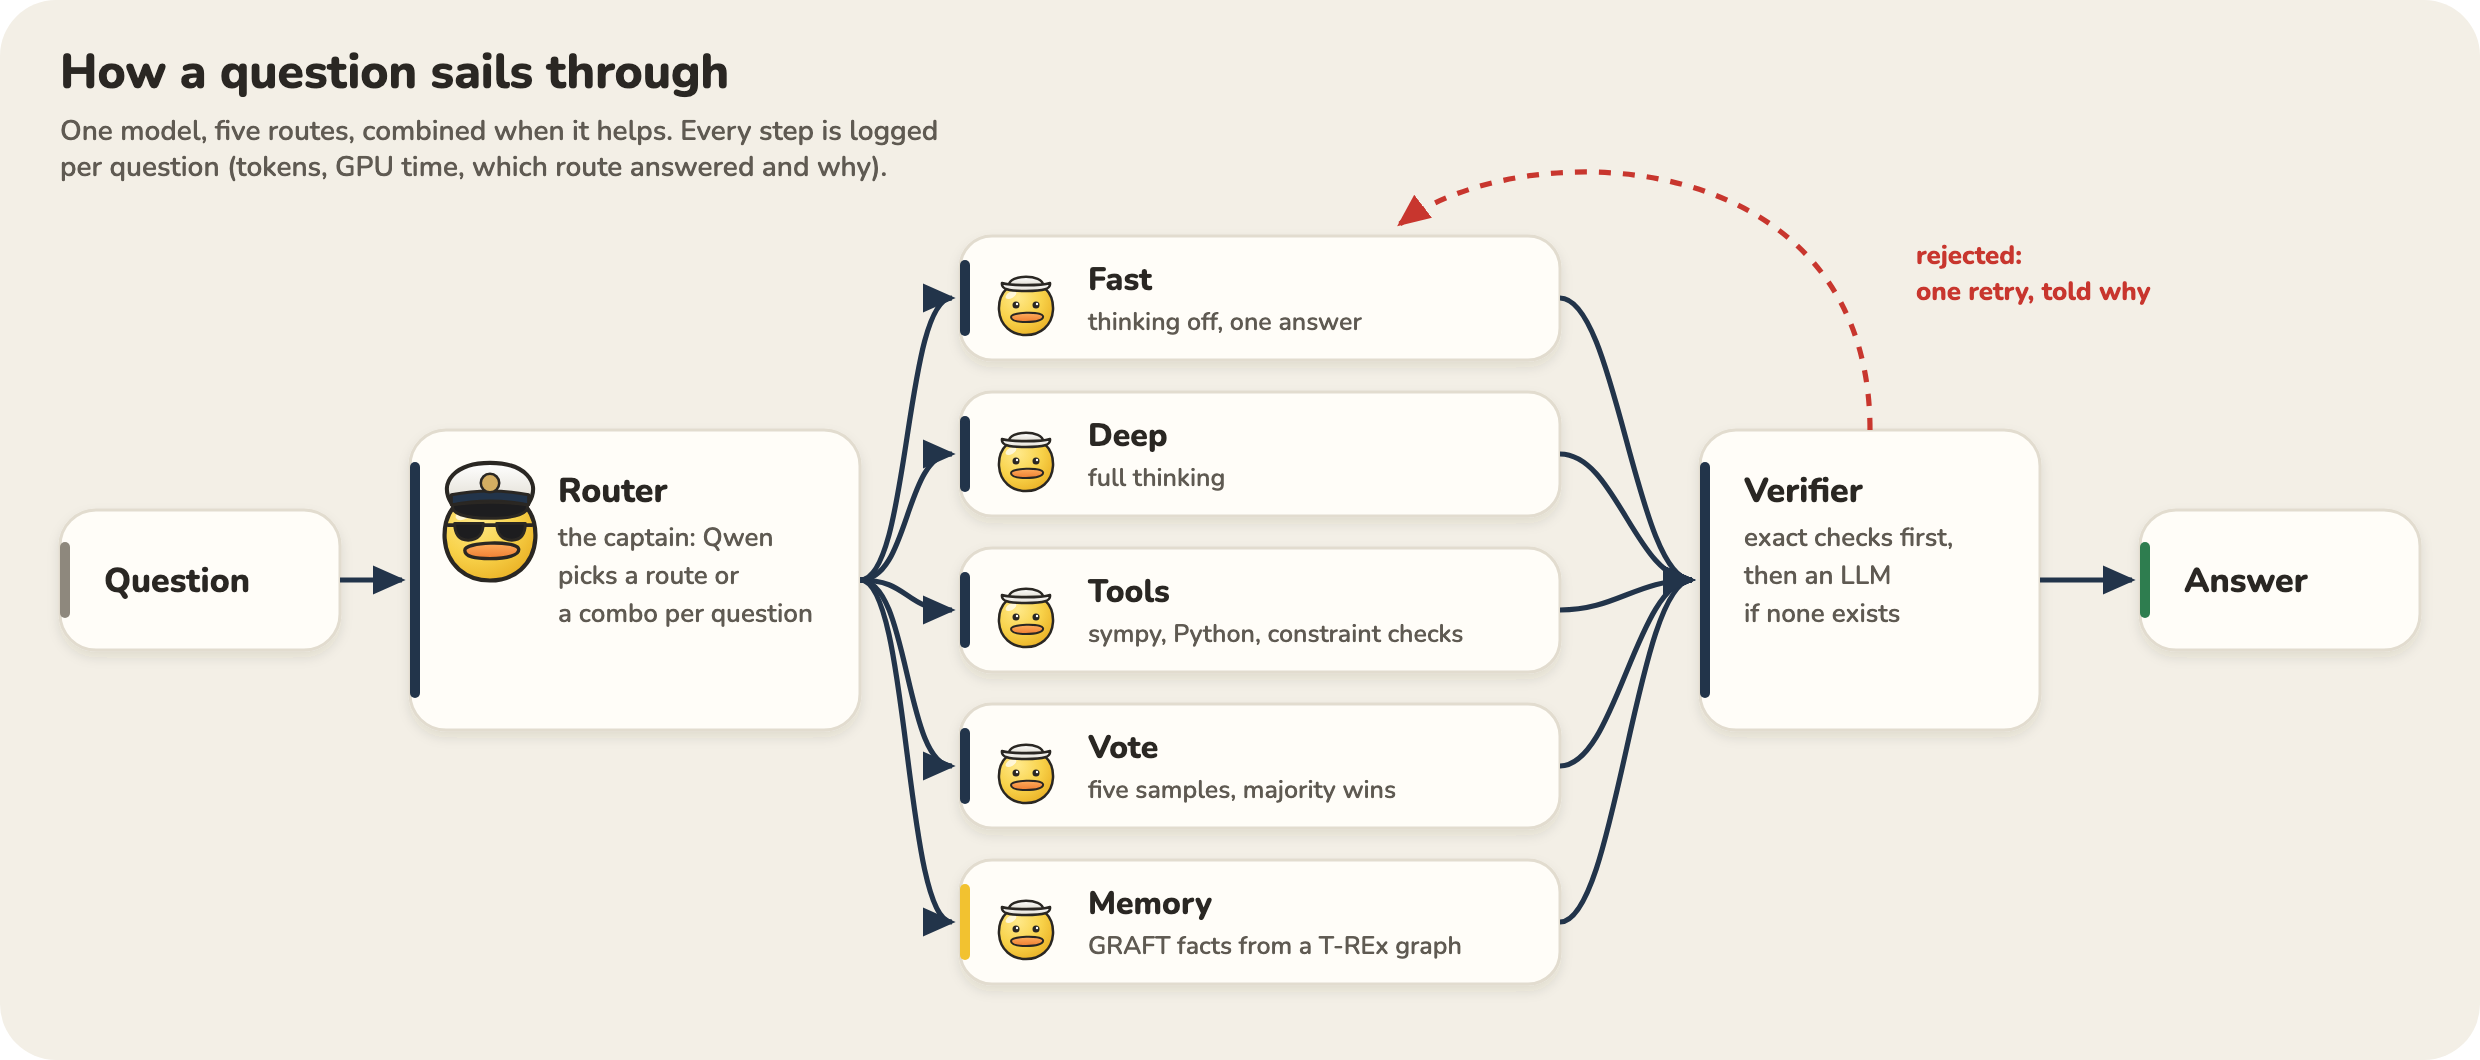 How a question sails through
One model, five routes, combined when it helps. Every step is logged
per question (tokens, GPU time, which route answered and why).
rejected:
one retry, told why
Question
Router
the captain: Qwen
picks a route or
a combo per question
Fast
thinking off, one answer
Deep
full thinking
Tools
sympy, Python, constraint checks
Vote
five samples, majority wins
Memory
GRAFT facts from a T-REx graph
Verifier
exact checks first,
then an LLM
if none exists
Answer